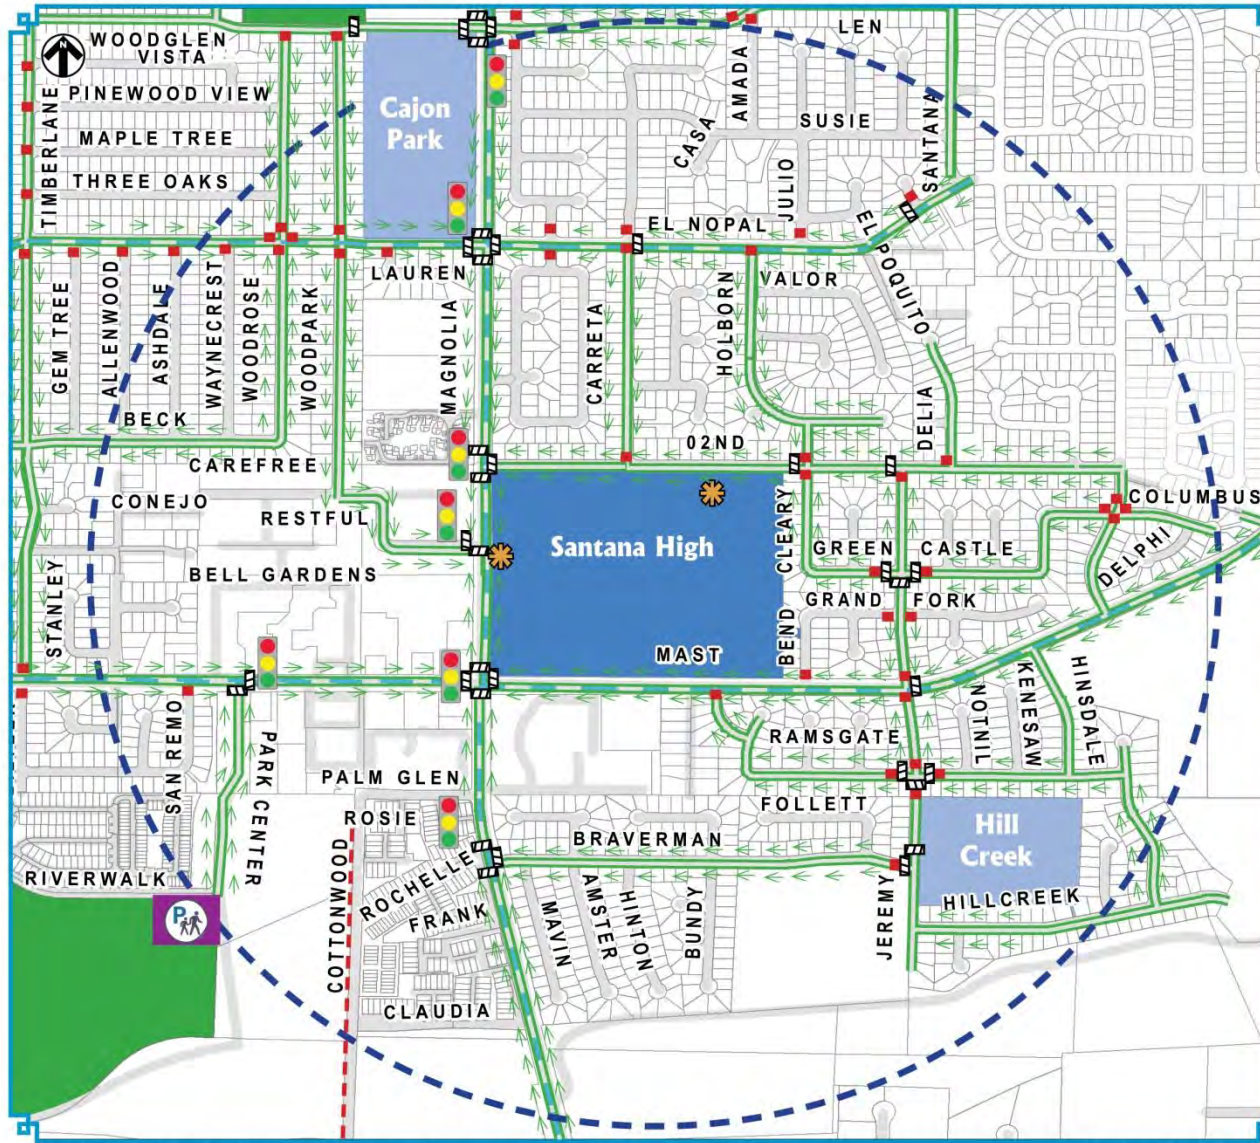 WOODGLEN
VISTA
N
PINEWOOD VIEW
MAPLE TREE
THREE OAKS
TIMBERLANE
Cajon
Park
LEN
AMADA
CASA
SUSIE
SANTANA
JULIO
EL NOPAL
EL POQUITO
LAUREN
VALOR
GEM TREE
ALLENWOOD
ASHDALE
WAYNECREST
WOODROSE
WOODPARK
MAGNOLIA
CARRETA
HOLBORN
DELIA
BECK
02ND
CAREFREE
CONEJO
RESTFUL
BELL GARDENS
STANLEY
Santana High
CLEARY
BEND
GREEN
CASTLE
COLUMBUS
DELPHI
GRAND
FORK
MAST
NOTNIL
KENESAW
HINSDALE
SAN REMO
PARK CENTER
PALM GLEN
ROSIE
RAMSGATE
FOLLETT
BRAVERMAN
Hill
Creek
RIVERWALK
P
COTTONWOOD
ROCHELLE
FRANK
CLAUDIA
MAVIN
AMSTER
HINTON
BUNDY
JEREMY
HILLCREEK